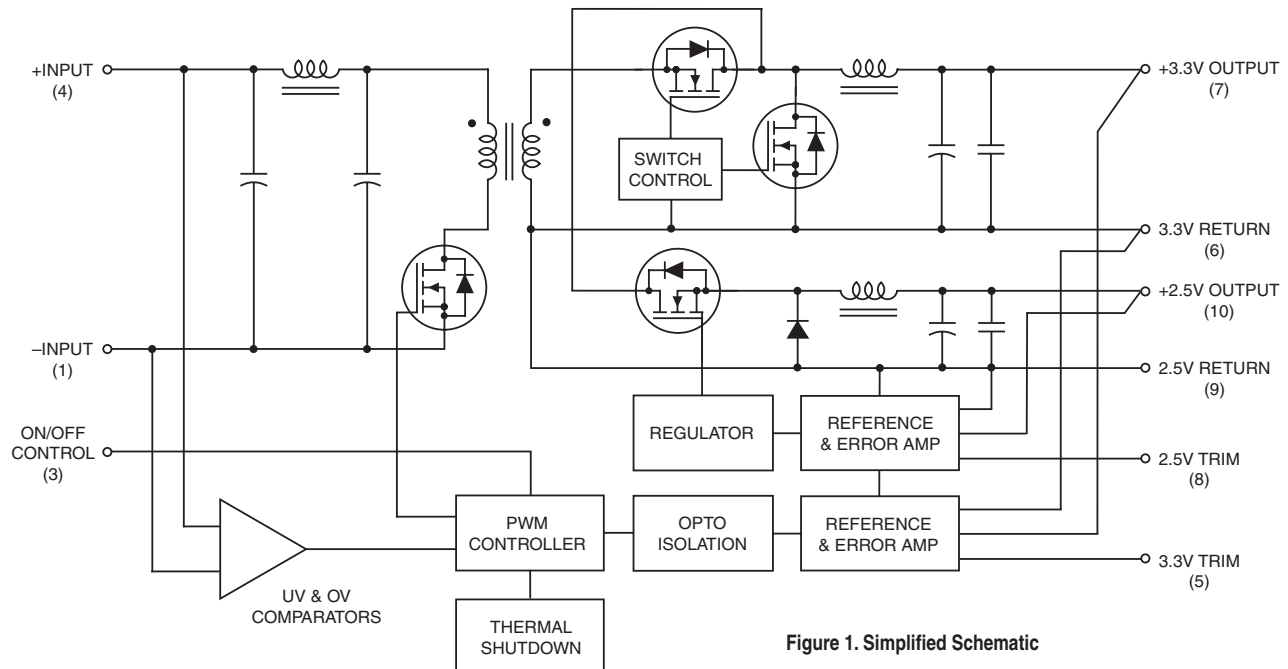 +INPUT
(4)
+3.3V OUTPUT
(7)
SWITCH
CONTROL
3.3V RETURN
(6)
+2.5V OUTPUT
(10)
–INPUT
(1)
2.5V RETURN
(9)
ON/OFF
CONTROL
(3)
REGULATOR
REFERENCE
& ERROR AMP
2.5V TRIM
(8)
PWM
CONTROLLER
OPTO
ISOLATION
REFERENCE
& ERROR AMP
3.3V TRIM
(5)
UV & OV
COMPARATORS
THERMAL
SHUTDOWN
Figure 1. Simplified Schematic